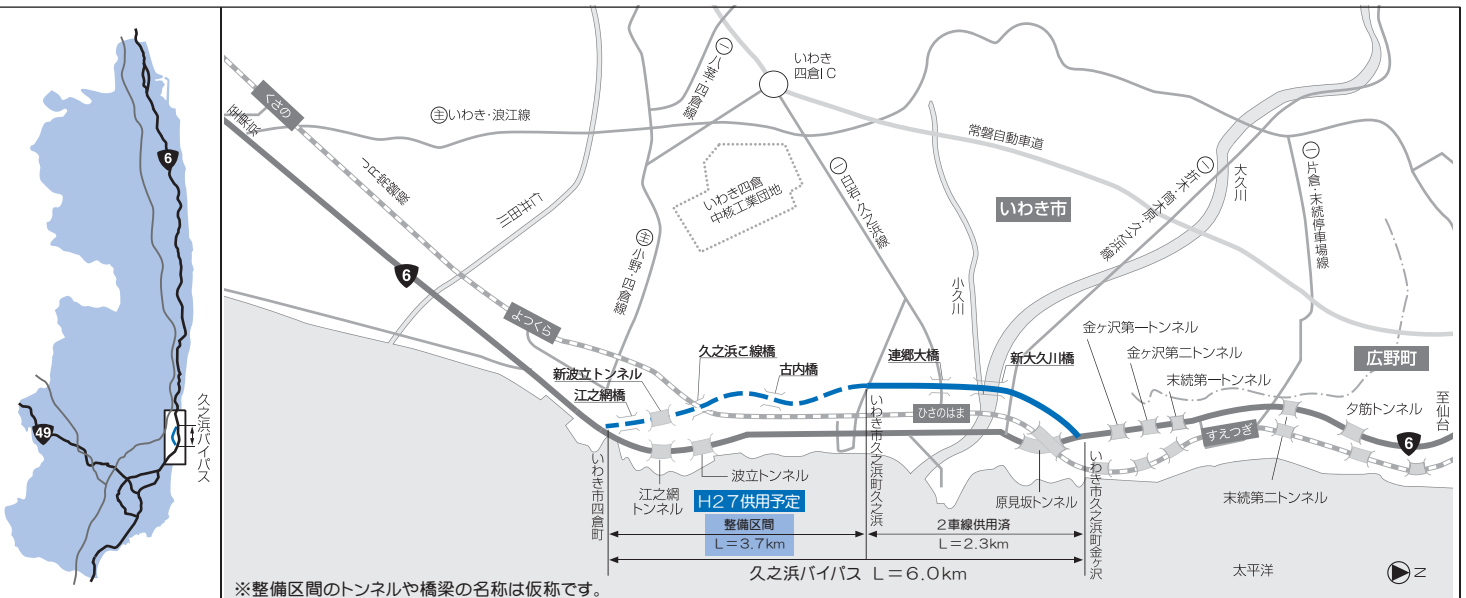 6
49
久之浜バイパス
至東京
くさの
JR常磐線
㊀八茎・四倉線
いわき
四倉IC
㊤いわき・浪江線
仁井田川
いわき四倉
中核工業団地
㊤小野・四倉線
㊀白岩・久之浜線
常磐自動車道
いわき市
小久川
㊀折木・筒木原・久之浜線
大久川
㊀片倉・末続停車場線
6
よつくら
久之浜こ線橋
新波立トンネル
江之網橋
古内橋
連郷大橋
新大久川橋
金ヶ沢第一トンネル
金ヶ沢第二トンネル
末続第一トンネル
広野町
夕筋トンネル
至仙台
6
ひさのはま
すえつぎ
いわき市四倉町
江之網
トンネル
波立トンネル
いわき市久之浜町久之浜
原見坂トンネル
いわき市久之浜町金ヶ沢
末続第二トンネル
H27供用予定
整備区間
L=3.7km
2車線供用済
L=2.3km
久之浜バイパス L=6.0km
太平洋
N
※整備区間のトンネルや橋梁の名称は仮称です。